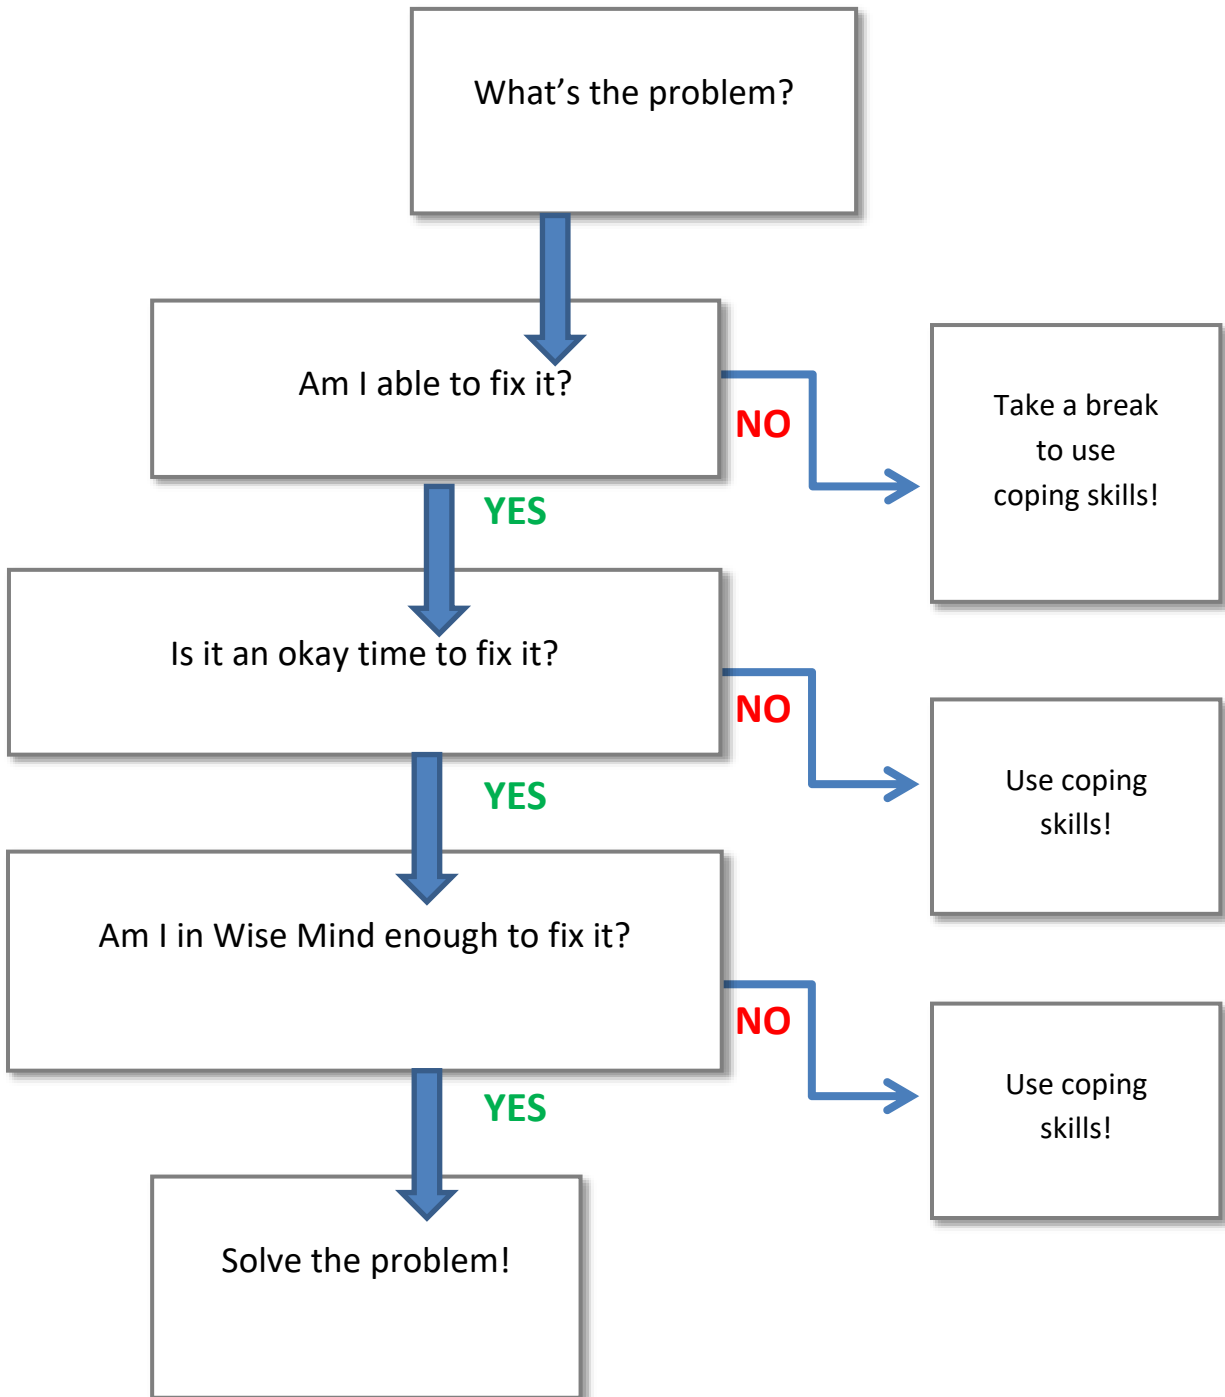 What’s the problem?
Am I able to fix it?
NO
Take a break
to use
coping skills!
YES
Is it an okay time to fix it?
NO
Use coping
skills!
YES
Am I in Wise Mind enough to fix it?
NO
Use coping
skills!
YES
Solve the problem!